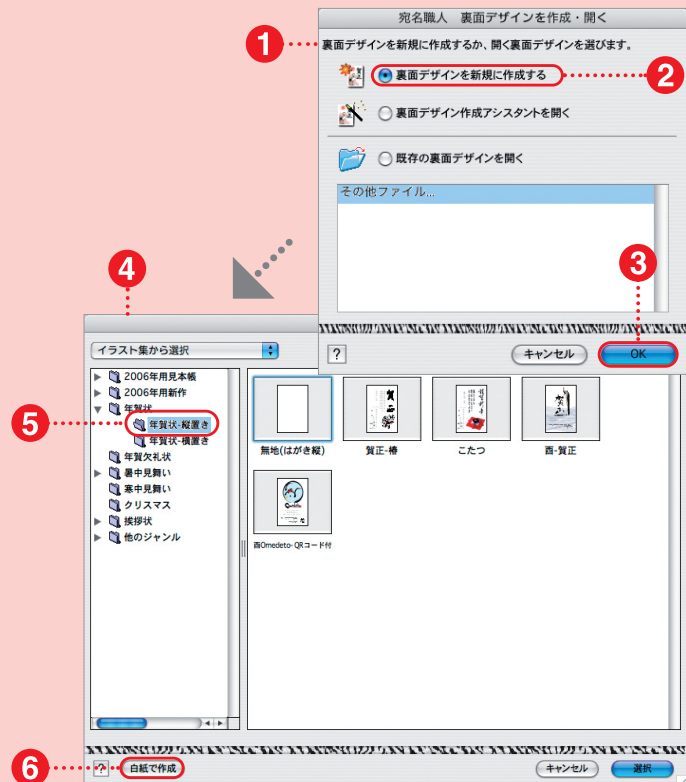 宛名職人 裏面デザインを作成・開く
1
裏面デザインを新規に作成するか、開く裏面デザインを選びます。
裏面デザインを新規に作成する
2
裏面デザイン作成アシスタントを開く
既存の裏面デザインを開く
その他ファイル...
3
? キャンセル OK
4
イラスト集から選択
2006年用見本帳
2006年用新作
年賀状
5
年賀状-縦置き
年賀状-横置き
年賀欠礼状
暑中見舞い
寒中見舞い
クリスマス
挨拶状
他のジャンル
無地(はがき縦) 賀正-椿 こたつ 酉-賀正
酉Omedeto-QRコード付
6
? 白紙で作成 キャンセル 選択